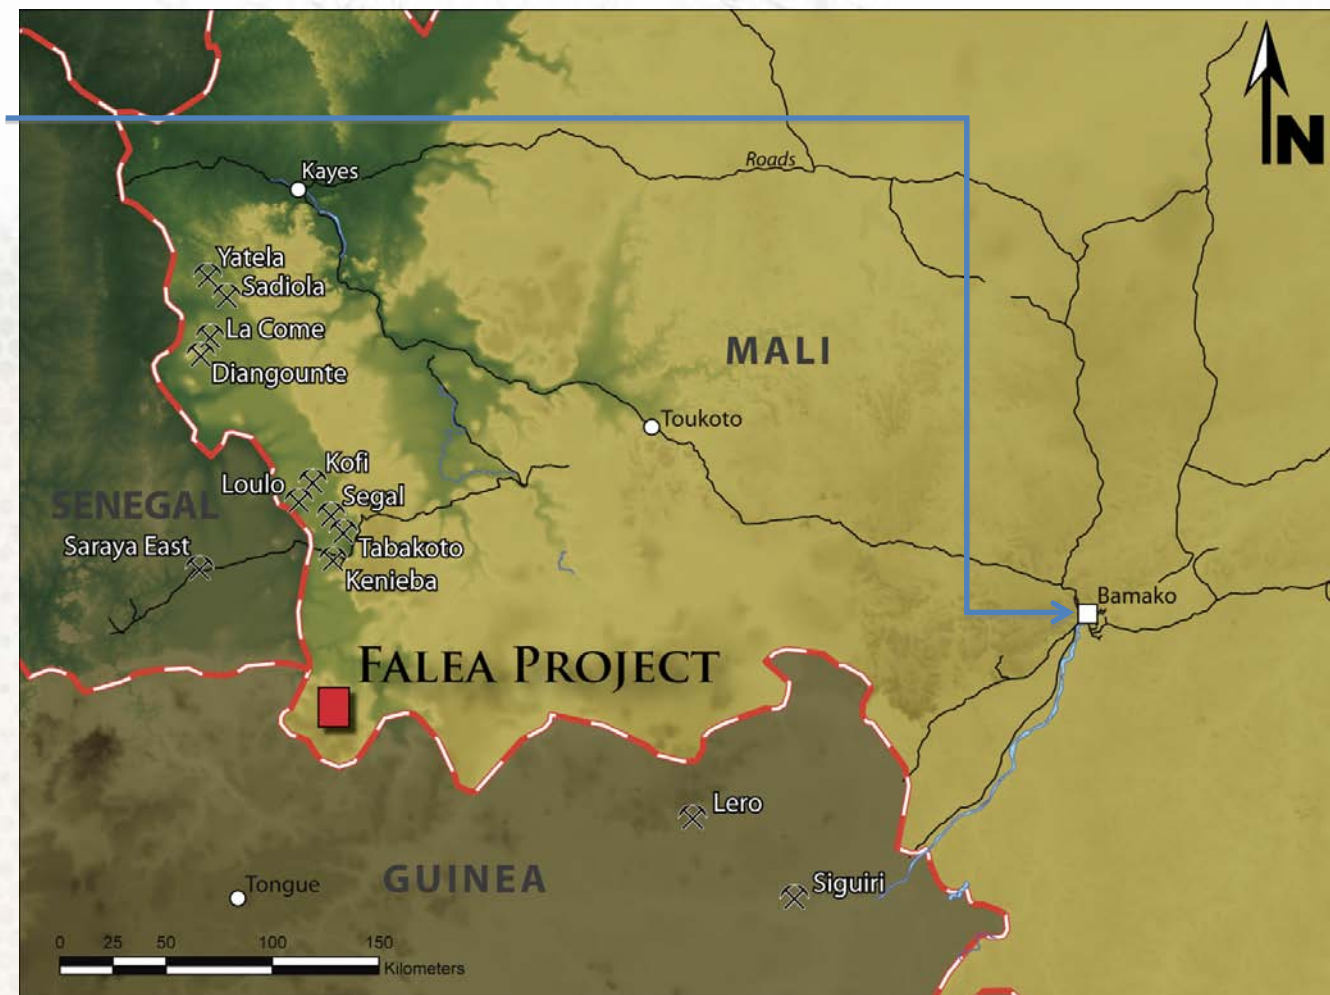 N
Roads
Kayes
Yatela
Sadiola
La Come
Diangounte
MALI
Toukoto
Kofi
Loulo
Segal
SENEGAL
Saraya East
Tabakoto
Kenieba
Bamako
FALEA PROJECT
Lero
GUINEA
Siguiri
Tongue
0 25 50 100 150
Kilometers